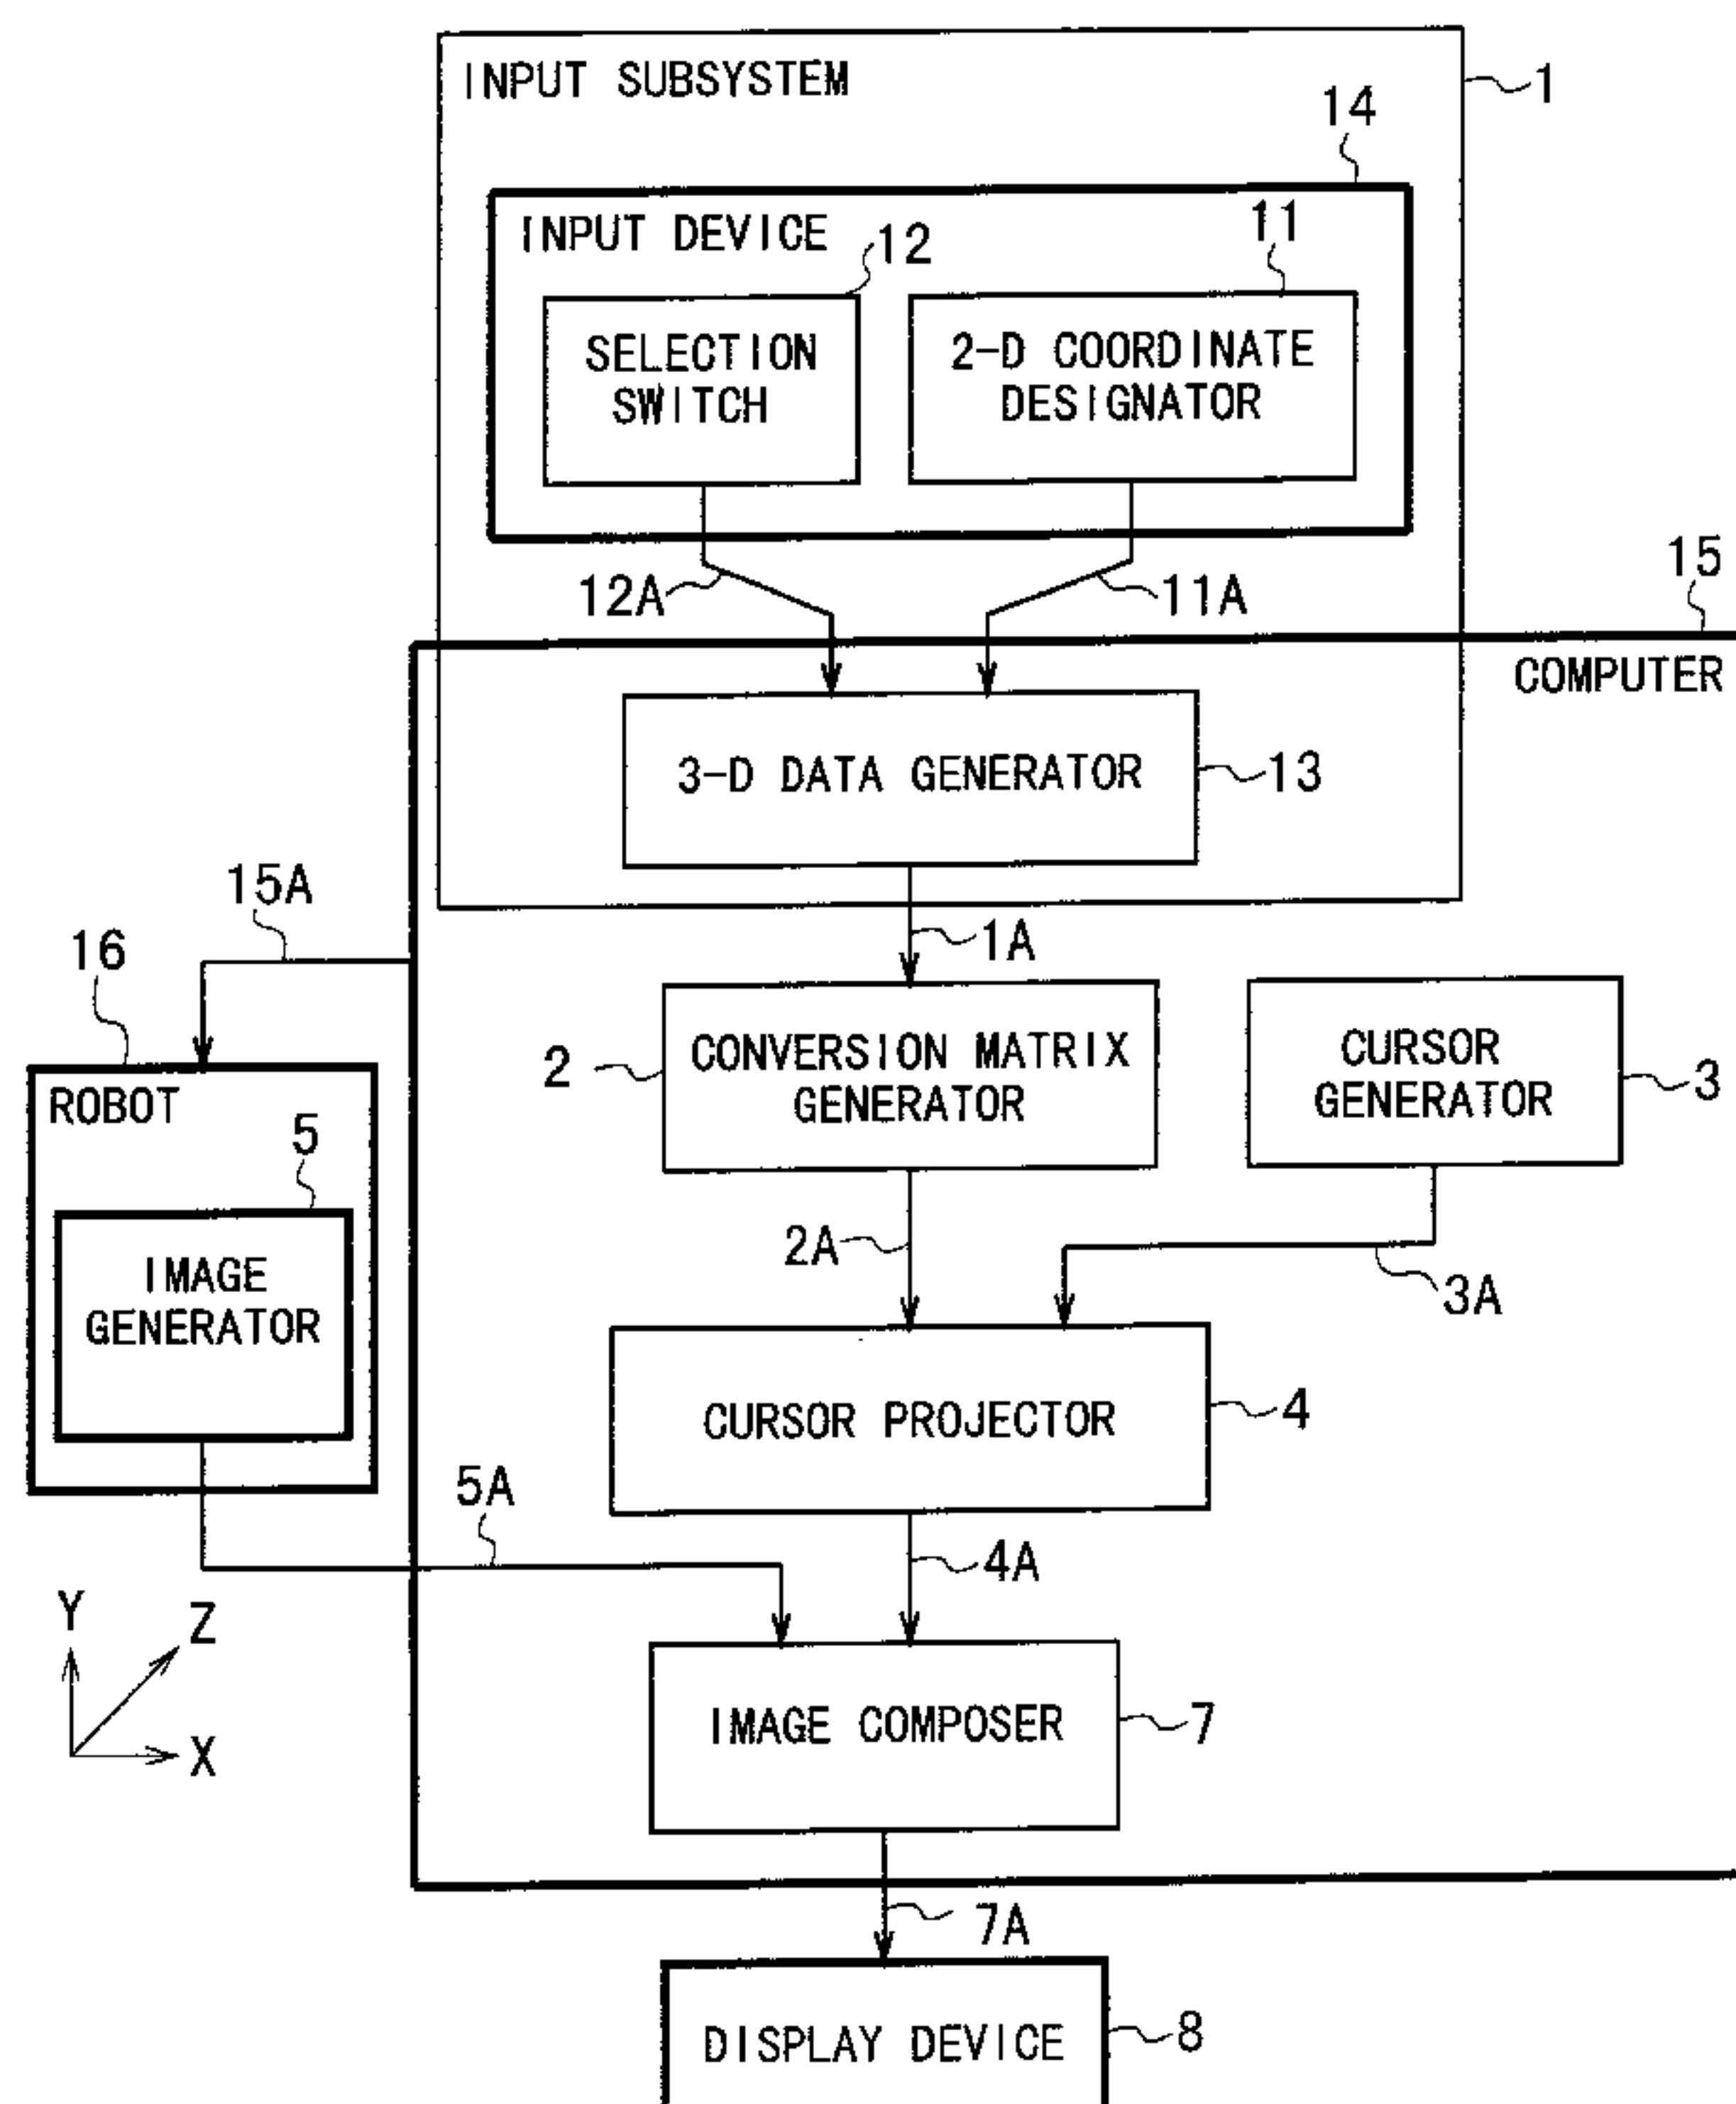 INPUT SUBSYSTEM
1
14
INPUT DEVICE
12
11
SELECTION
SWITCH
2-D COORDINATE
DESIGNATOR
12A
11A
15
COMPUTER
3-D DATA GENERATOR
13
15A
1A
16
ROBOT
2
CONVERSION MATRIX
GENERATOR
CURSOR
GENERATOR
3
5
IMAGE
GENERATOR
2A
3A
CURSOR PROJECTOR
4
5A
4A
Y
Z
X
IMAGE COMPOSER
7
7A
DISPLAY DEVICE
8